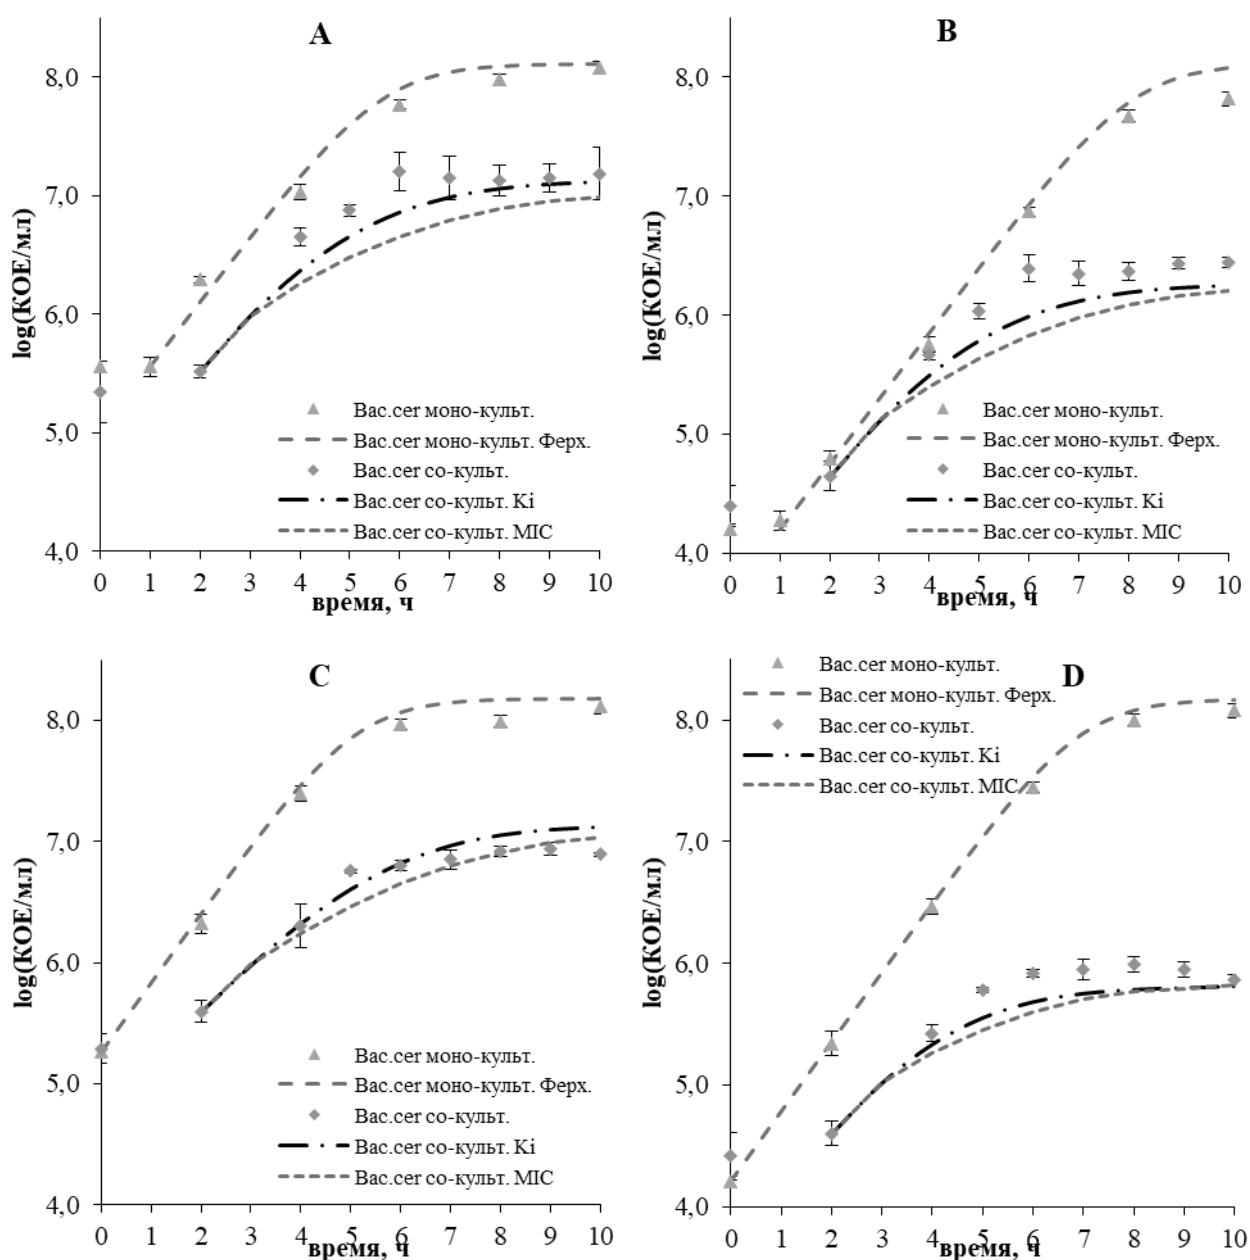 A
8,0
7,0
6,0
5,0
4,0
log(КОЕ/мл)
Bac.cer моно-культ.
Bac.cer моно-культ. Ферх.
Bac.cer со-культ.
Bac.cer со-культ. Ki
Bac.cer со-культ. MIC
0 1 2 3 4 5 6 7 8 9 10
время, ч
B
8,0
7,0
6,0
5,0
4,0
log(КОЕ/мл)
Bac.cer моно-культ.
Bac.cer моно-культ. Ферх.
Bac.cer со-культ.
Bac.cer со-культ. Ki
Bac.cer со-культ. MIC
0 1 2 3 4 5 6 7 8 9 10
время, ч
C
8,0
7,0
6,0
5,0
4,0
log(КОЕ/мл)
Bac.cer моно-культ.
Bac.cer моно-культ. Ферх.
Bac.cer со-культ.
Bac.cer со-культ. Ki
Bac.cer со-культ. MIC
0 1 2 3 4 5 6 7 8 9 10
время, ч
D
Bac.cer моно-культ.
Bac.cer моно-культ. Ферх.
Bac.cer со-культ.
Bac.cer со-культ. Ki
Bac.cer со-культ. MIC
8,0
7,0
6,0
5,0
4,0
log(КОЕ/мл)
0 1 2 3 4 5 6 7 8 9 10
время, ч